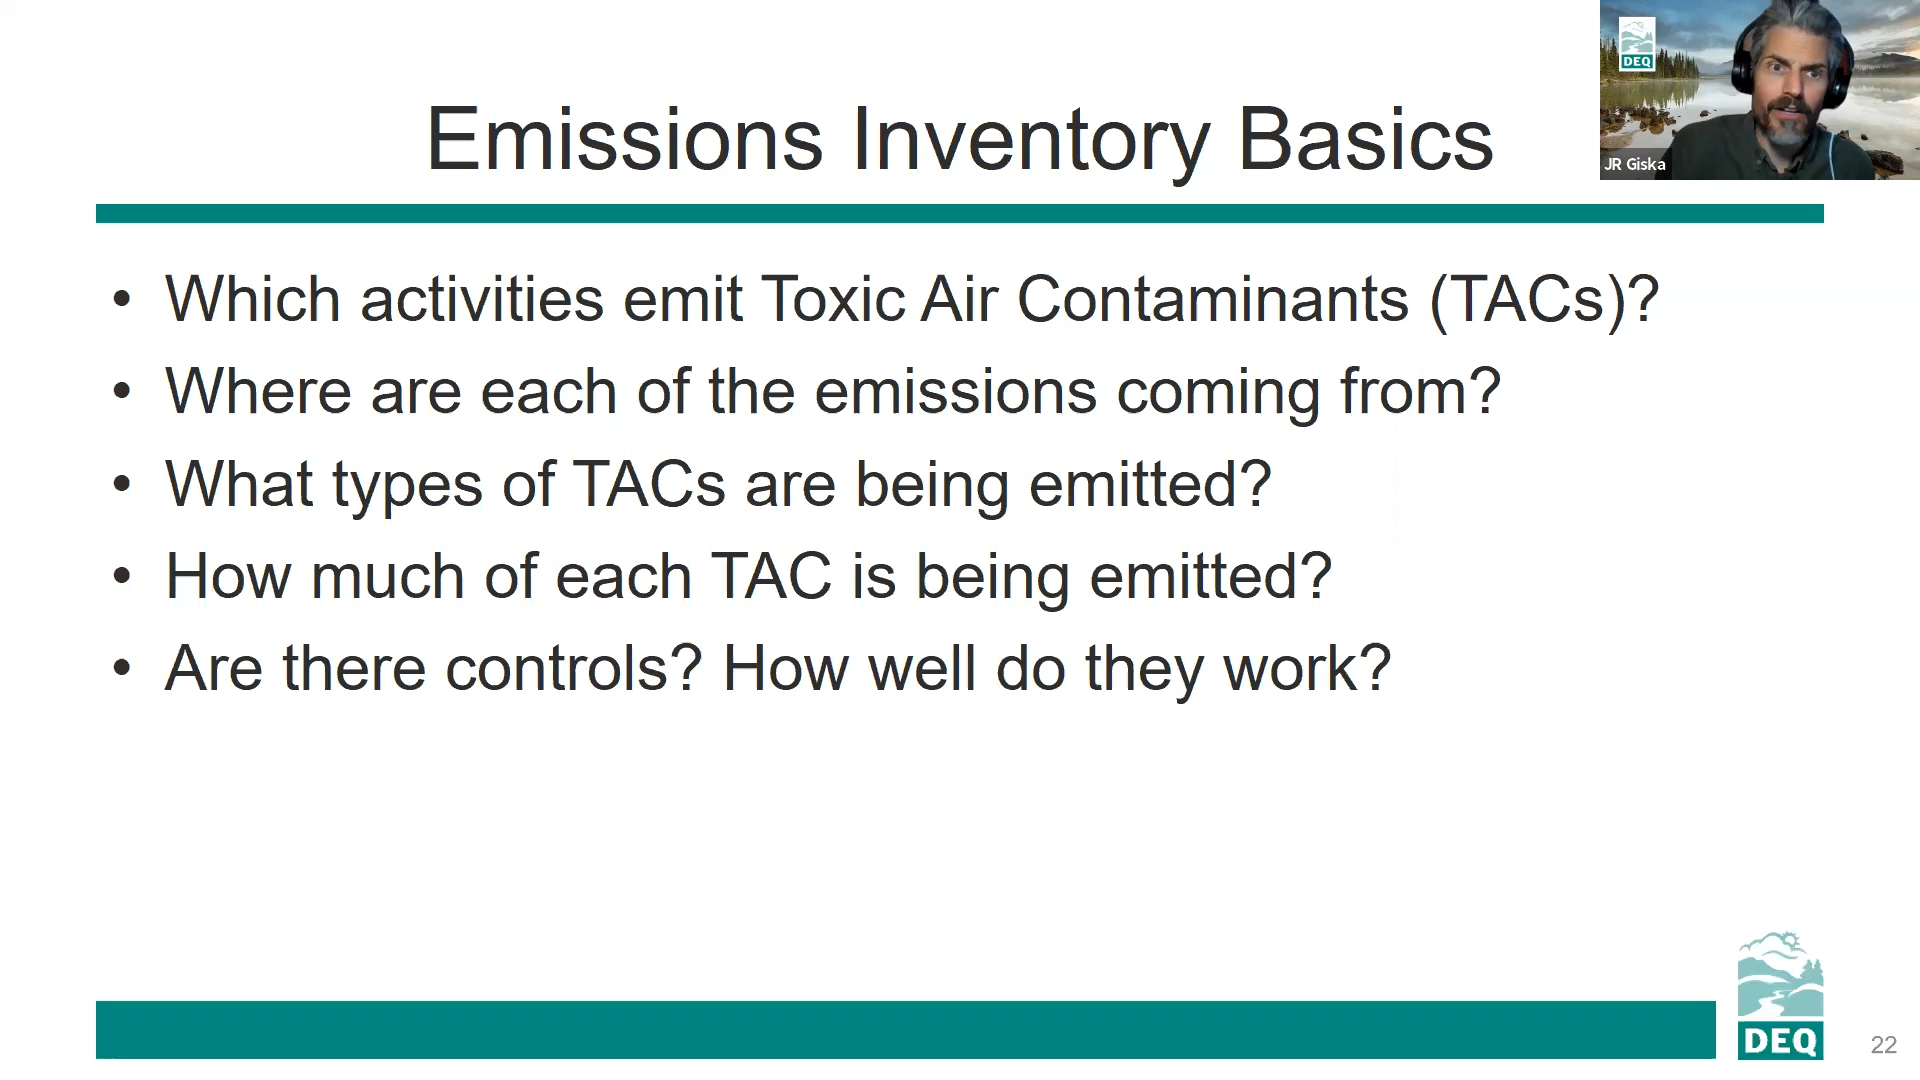 DEQ
JR Giska
Emissions Inventory Basics
• Which activities emit Toxic Air Contaminants (TACs)?
• Where are each of the emissions coming from?
• What types of TACs are being emitted?
• How much of each TAC is being emitted?
• Are there controls? How well do they work?
DEQ
22